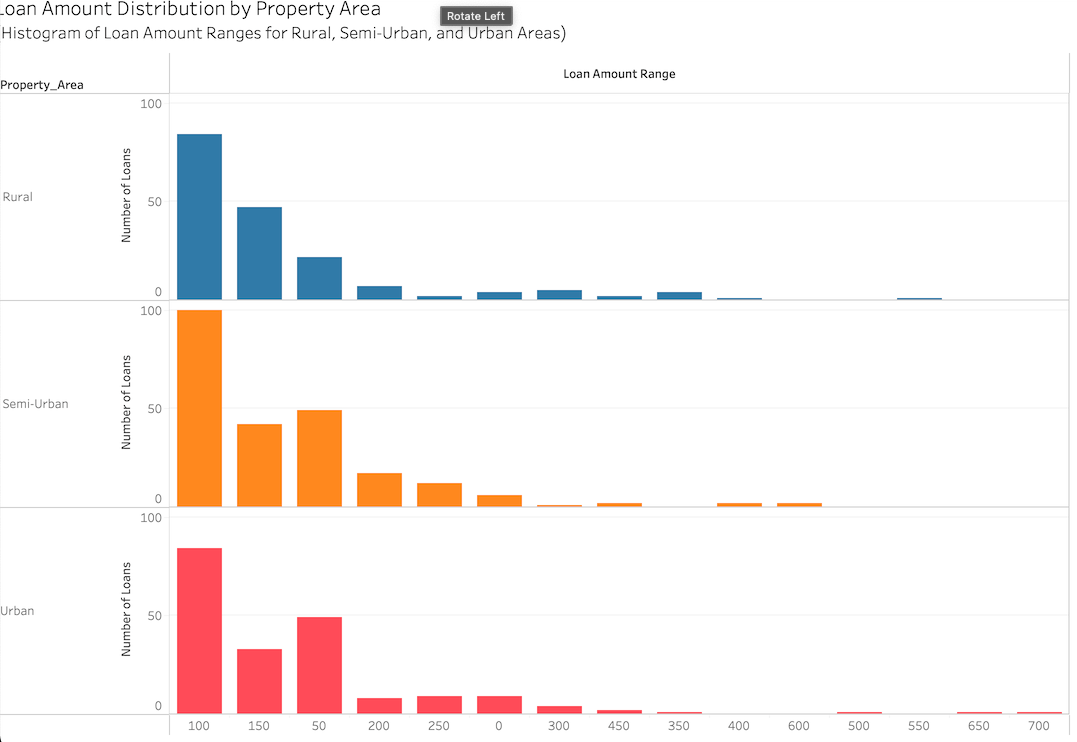 Loan Amount Distribution by Property Area
Rotate Left
(Histogram of Loan Amount Ranges for Rural, Semi-Urban, and Urban Areas)
Property_Area
Loan Amount Range
Rural
Number of Loans
100
50
0
Semi-Urban
Number of Loans
100
50
0
Urban
Number of Loans
100
50
0
100 150 50 200 250 0 300 450 350 400 600 500 550 650 700